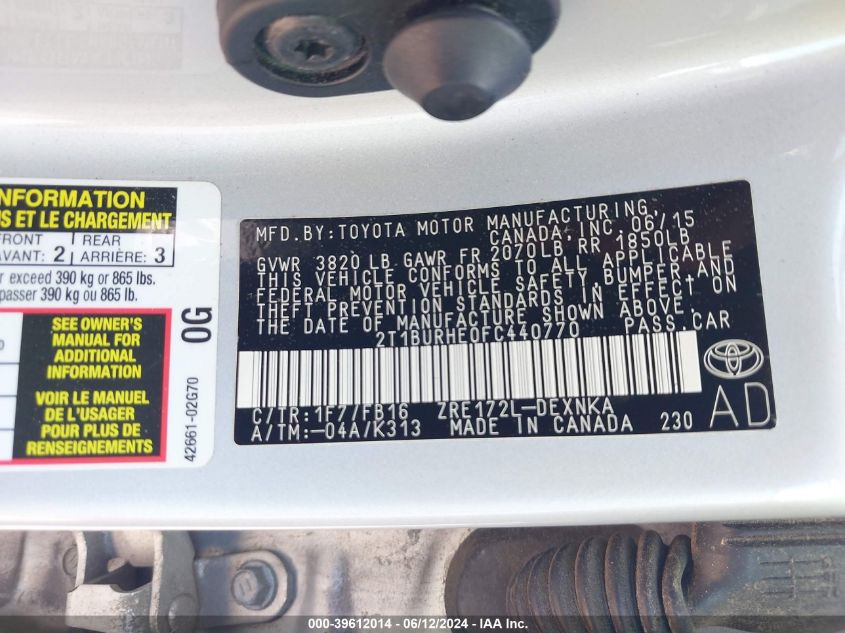 NFORMATION
US ET LE CHARGEMENT
FRONT REAR
AVANT: 2 ARRIÈRE: 3
r exceed 390 kg or 865 lbs.
passer 390 kg ou 865 lb.
SEE OWNER'S
MANUAL FOR
ADDITIONAL
INFORMATION
VOIR LE MANUEL
DE L'USAGER
POUR PLUS DE
RENSEIGNEMENTS
0G
42661-02G70
MFD. BY: TOYOTA MOTOR MANUFACTURING,
CANADA, INC. 06/15
GVWR 3820 LB GAWR FR 2070LB RR 1850LB
THIS VEHICLE CONFORMS TO ALL APPLICABLE
FEDERAL MOTOR VEHICLE SAFETY, BUMPER AND
THEFT PREVENTION STANDARDS IN EFFECT ON
THE DATE OF MANUFACTURE SHOWN ABOVE.
2T1BURHE0FC440770 PASS. CAR
C/TR: 1F7/FB16 ZRE172L-DEXNKA
A/TM: -04A/K313 MADE IN CANADA 230
AD
000-39612014 - 06/12/2024 - IAAI.com